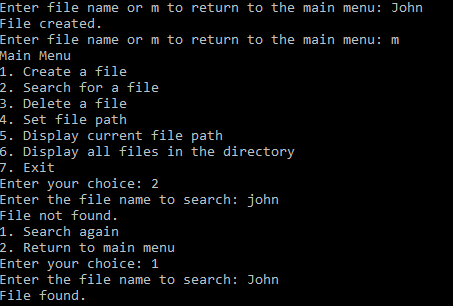 Enter file name or m to return to the main menu: John
File created.
Enter file name or m to return to the main menu: m
Main Menu
1. Create a file
2. Search for a file
3. Delete a file
4. Set file path
5. Display current file path
6. Display all files in the directory
7. Exit
Enter your choice: 2
Enter the file name to search: john
File not found.
1. Search again
2. Return to main menu
Enter your choice: 1
Enter the file name to search: John
File found.